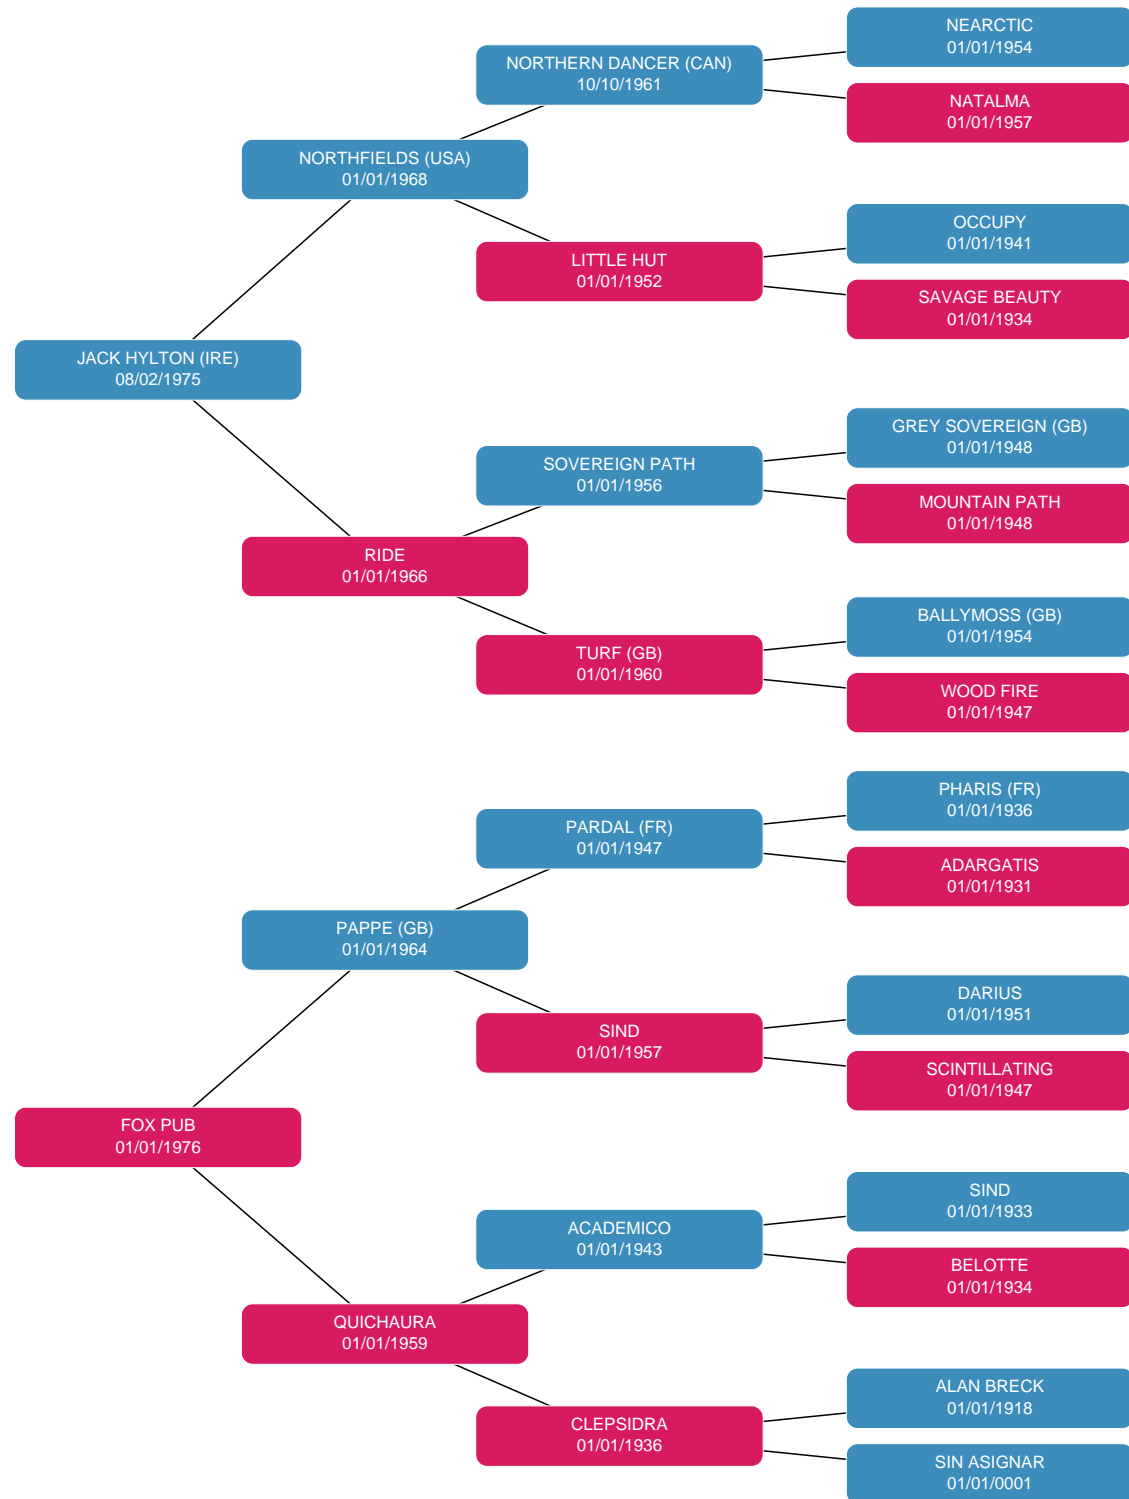 NEARCTIC
01/01/1954
NORTHERN DANCER (CAN)
10/10/1961
NATALMA
01/01/1957
NORTHFIELDS (USA)
01/01/1968
OCCUPY
01/01/1941
LITTLE HUT
01/01/1952
SAVAGE BEAUTY
01/01/1934
JACK HYLTON (IRE)
08/02/1975
GREY SOVEREIGN (GB)
01/01/1948
SOVEREIGN PATH
01/01/1956
MOUNTAIN PATH
01/01/1948
RIDE
01/01/1966
BALLYMOSS (GB)
01/01/1954
TURF (GB)
01/01/1960
WOOD FIRE
01/01/1947
PHARIS (FR)
01/01/1936
PARDAL (FR)
01/01/1947
ADARGATIS
01/01/1931
PAPPE (GB)
01/01/1964
DARIUS
01/01/1951
SIND
01/01/1957
SCINTILLATING
01/01/1947
FOX PUB
01/01/1976
SIND
01/01/1933
ACADEMICO
01/01/1943
BELOTTE
01/01/1934
QUICHAURA
01/01/1959
ALAN BRECK
01/01/1918
CLEPSIDRA
01/01/1936
SIN ASIGNAR
01/01/0001